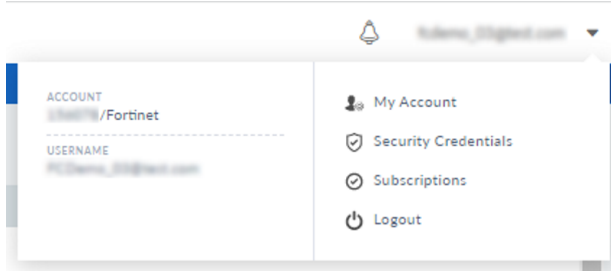 ACCOUNT
/Fortinet
USERNAME
My Account
Security Credentials
Subscriptions
Logout